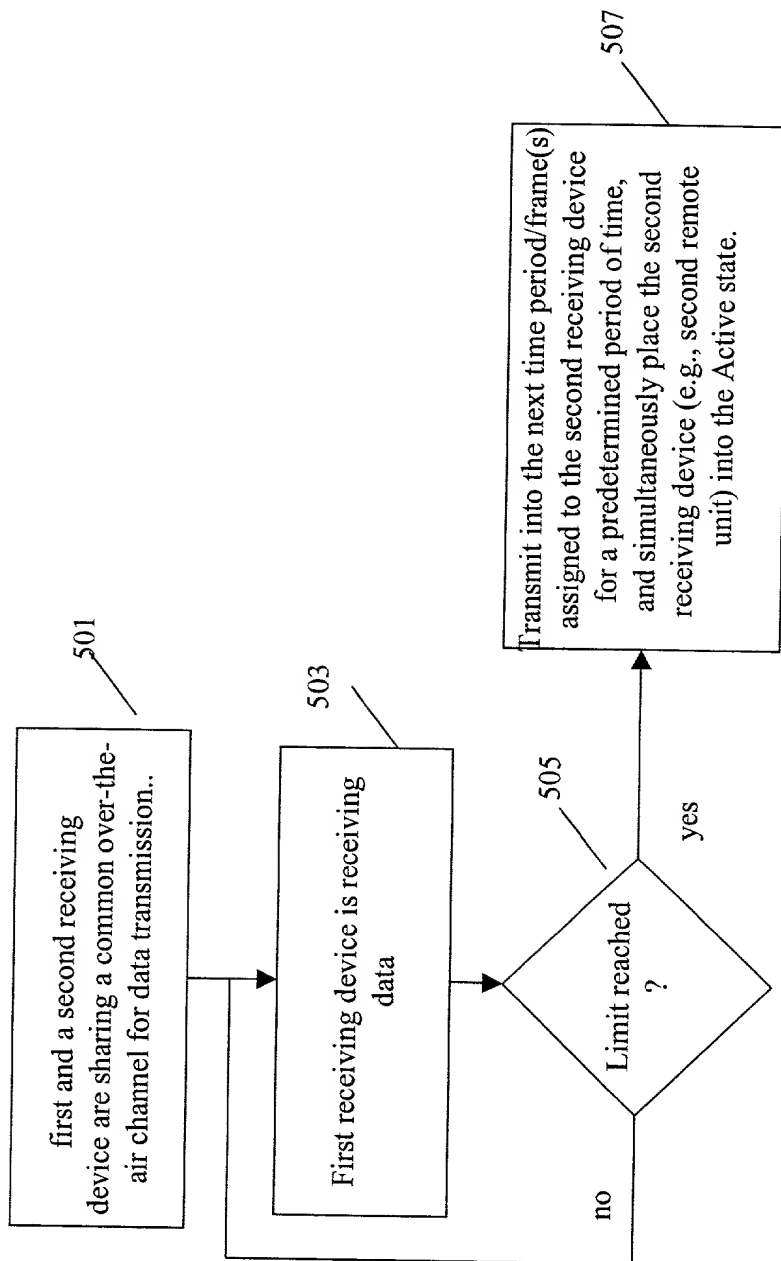 501
first and a second receiving
device are sharing a common over-the-
air channel for data transmission..
503
First receiving device is receiving
data
505
Limit reached
?
no
yes
507
Transmit into the next time period/frame(s)
assigned to the second receiving device
for a predetermined period of time,
and simultaneously place the second
receiving device (e.g., second remote
unit) into the Active state.